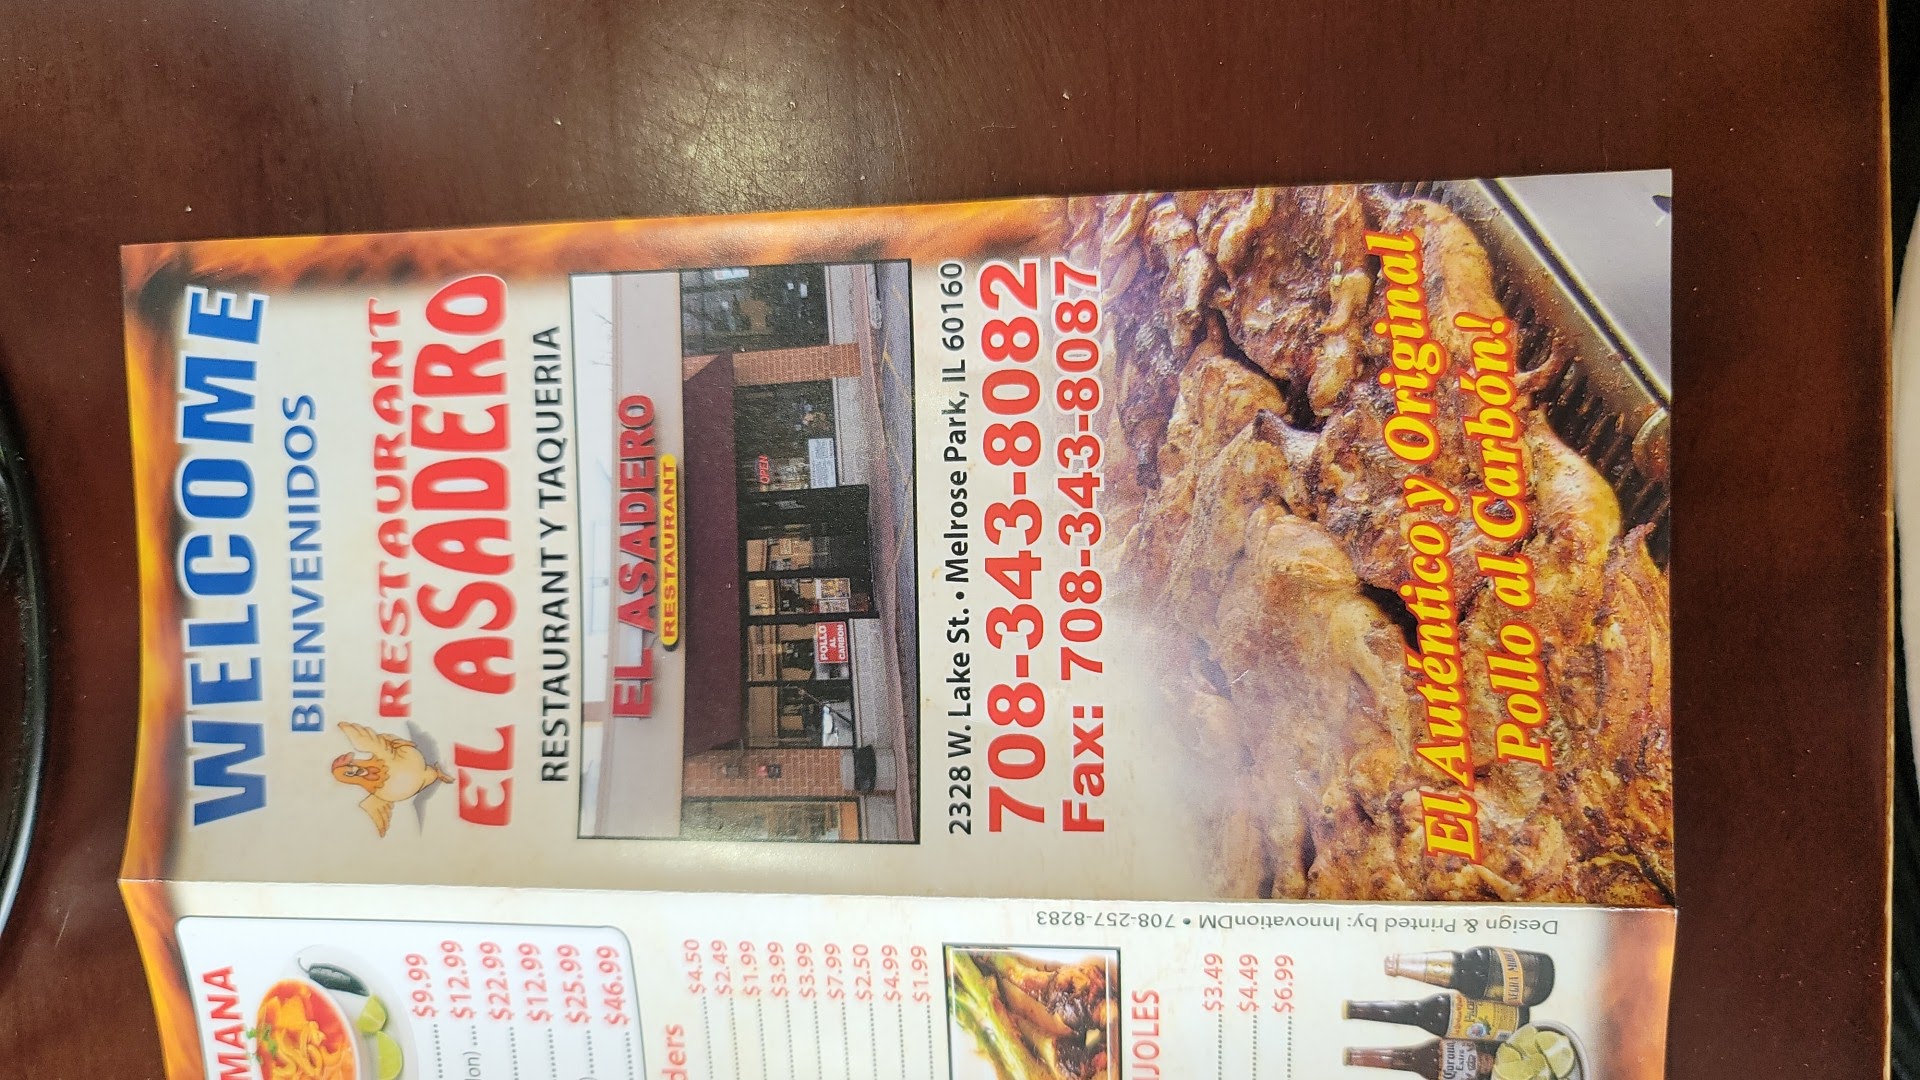 WELCOME
BIENVENIDOS
RESTAURANT
EL ASADERO
RESTAURANT Y TAQUERIA
EL ASADERO
RESTAURANT
OPEN
POLLO
AL
CARBON
2328 W. Lake St. • Melrose Park, IL 60160
708-343-8082
Fax: 708-343-8087
El Auténtico y Original
Pollo al Carbón!
Design & Printed by: InnovationDM • 708-257-8283
MANA
$9.99
lon) .... $12.99
$22.99
$12.99
) $25.99
$46.99
ders
$4.50
$2.49
$1.99
$3.99
$3.99
$7.99
$2.50
$4.99
$1.99
IJOLES
$3.49
$4.49
$6.99
Corona
Extra